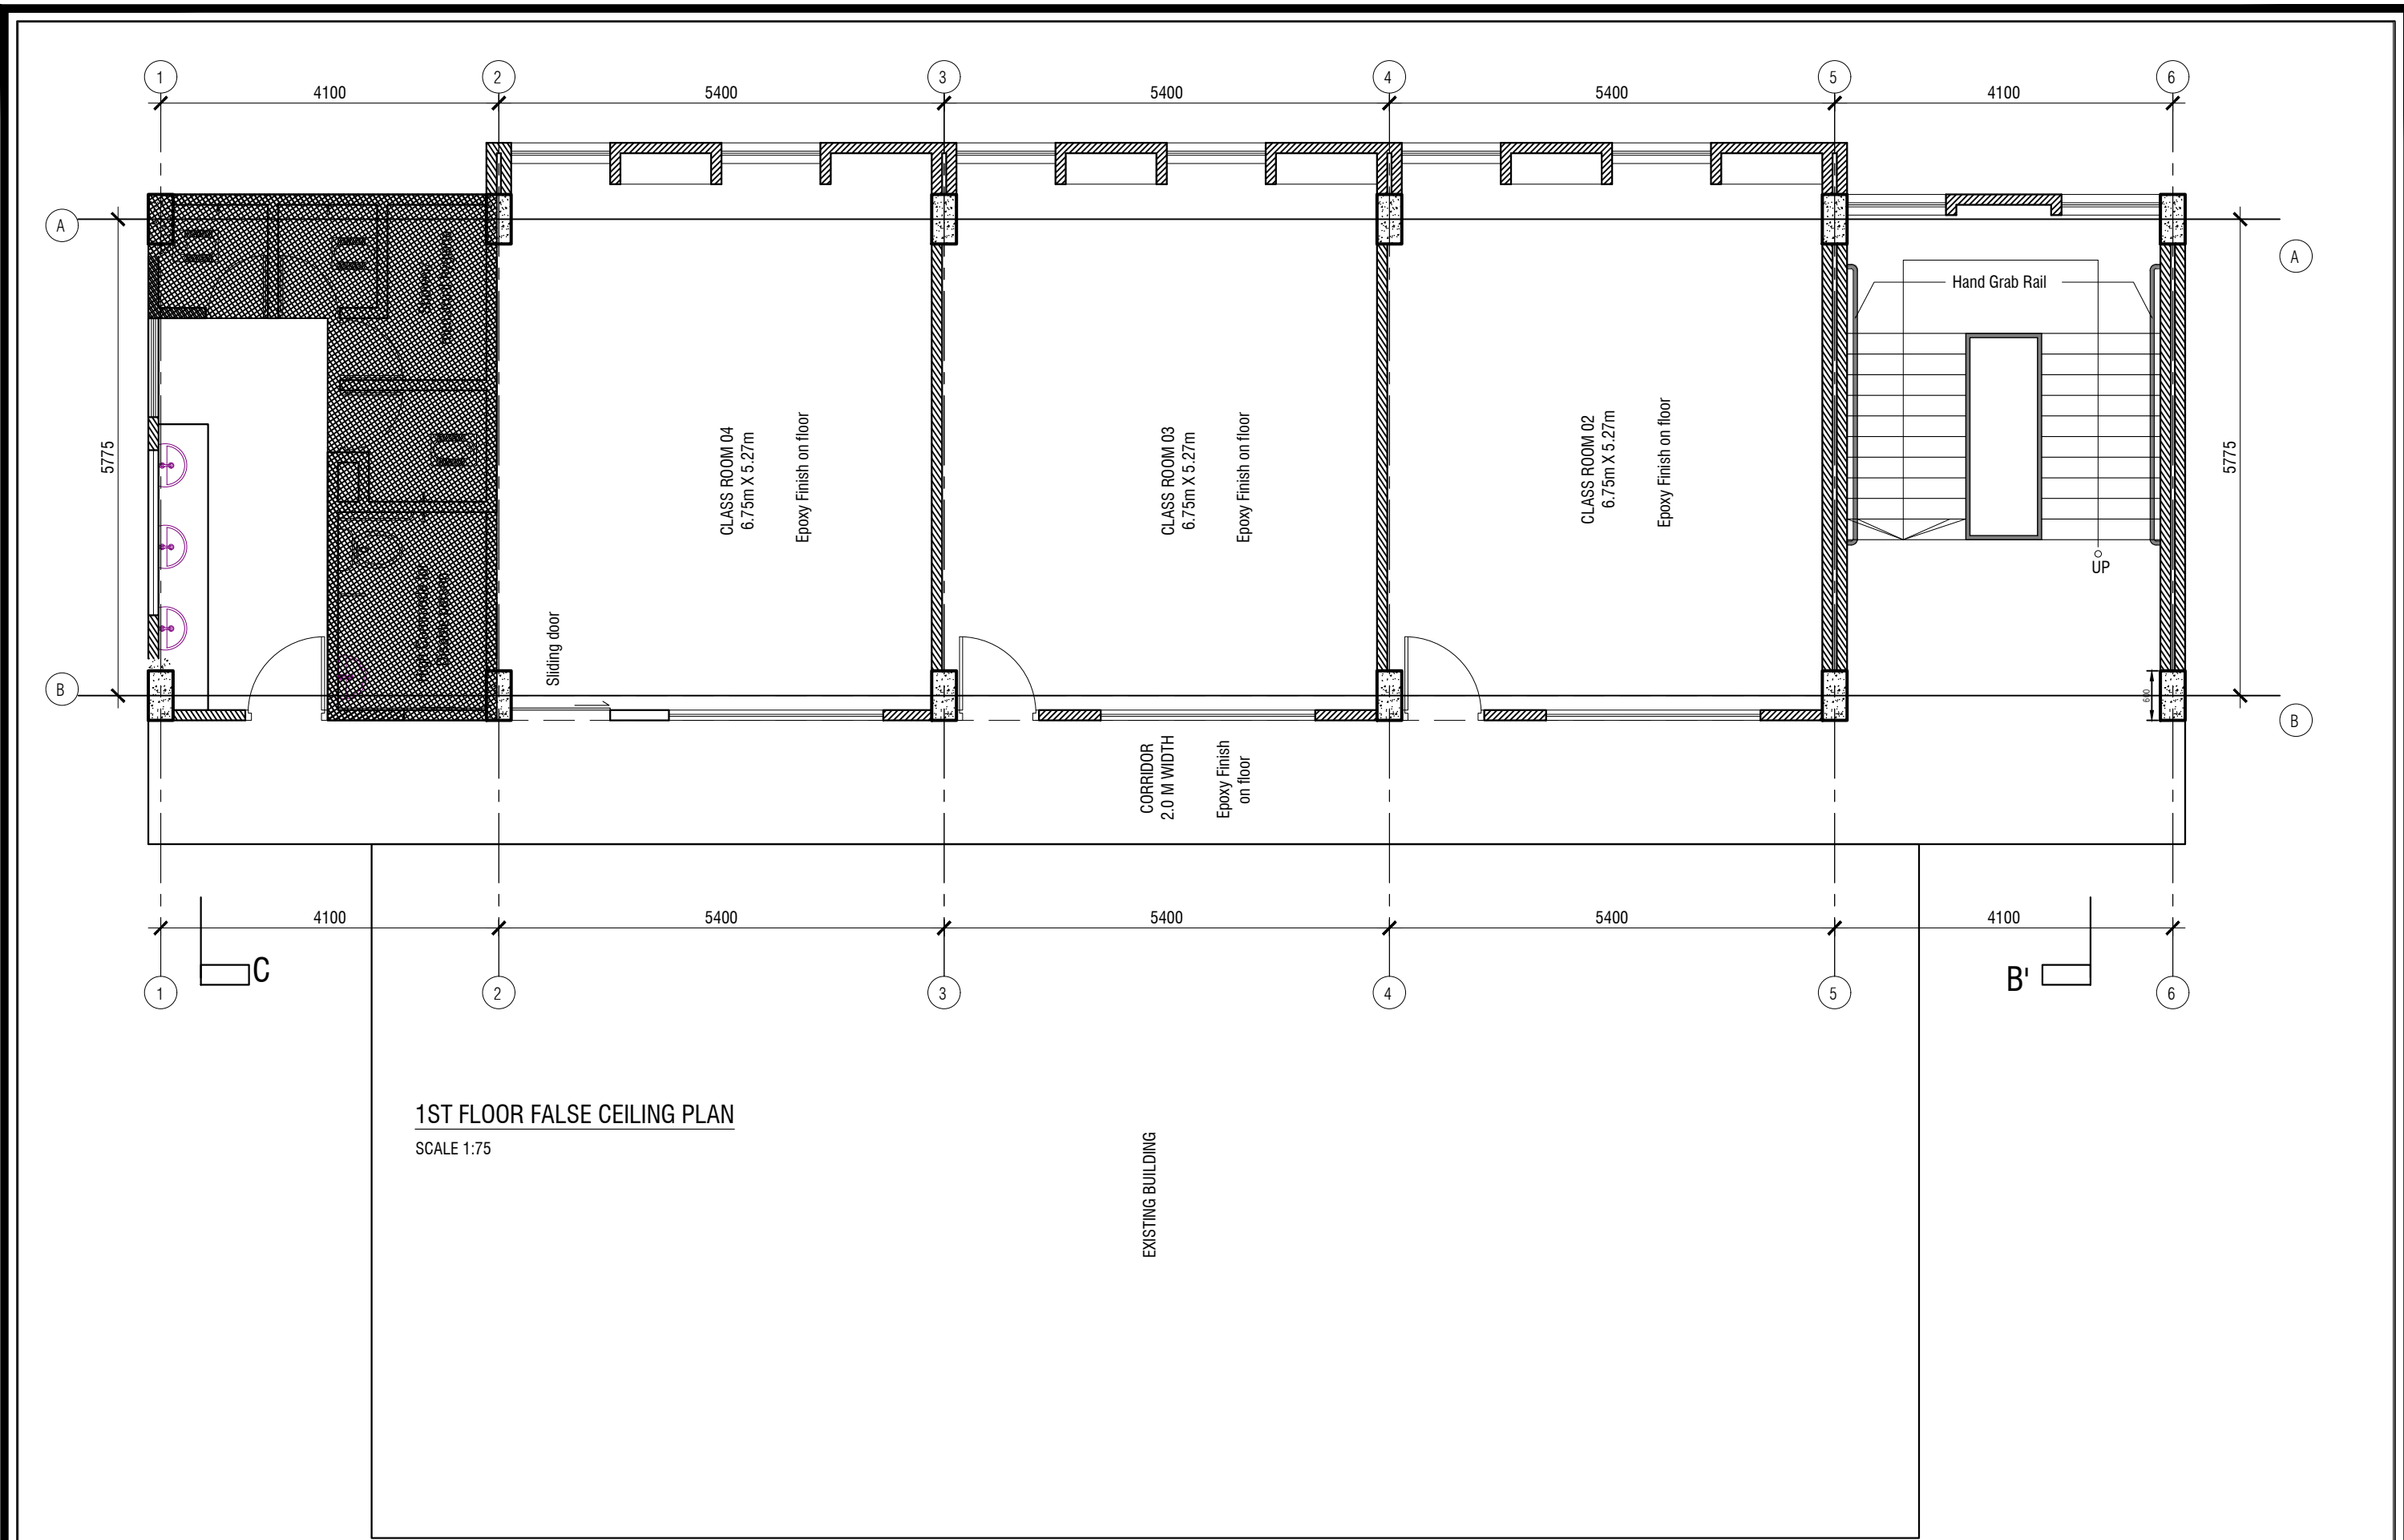 1
2
3
4
5
6
4100
5400
5400
5400
4100
A
A
Hand Grab Rail
5775
5775
CLASS ROOM 04
6.75m X 5.27m
Epoxy Finish on floor
CLASS ROOM 03
6.75m X 5.27m
Epoxy Finish on floor
CLASS ROOM 02
6.75m X 5.27m
Epoxy Finish on floor
UP
Sliding door
B
B
600
CORRIDOR
2.0 M WIDTH
Epoxy Finish
on floor
4100
5400
5400
5400
4100
C
B'
1
2
3
4
5
6
1ST FLOOR FALSE CEILING PLAN
SCALE 1:75
EXISTING BUILDING